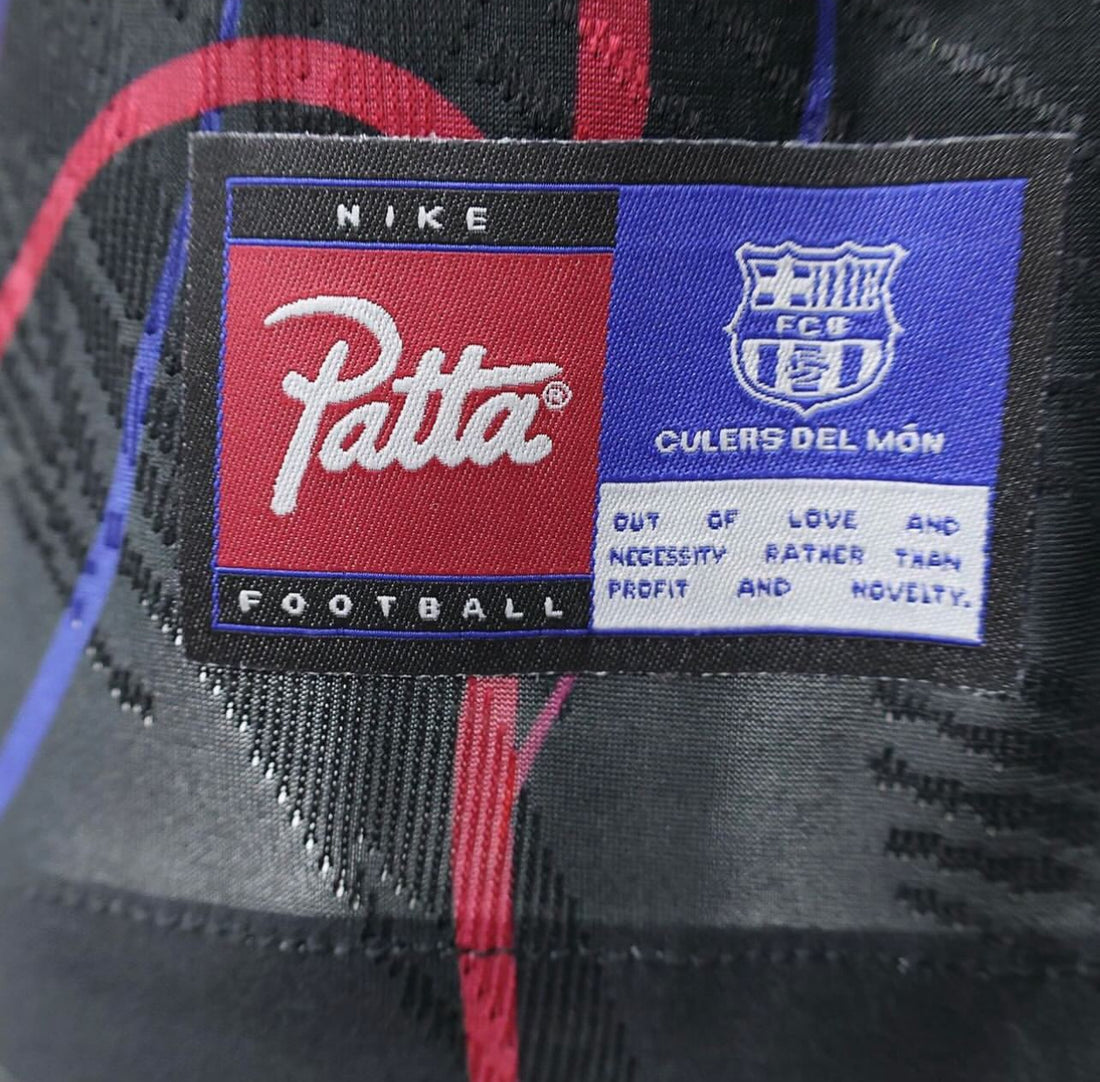 NIKE
Patta®
FOOTBALL
FCB
CULERS DEL MÓN
OUT OF LOVE AND
NECESSITY RATHER THAN
PROFIT AND NOVELTY.